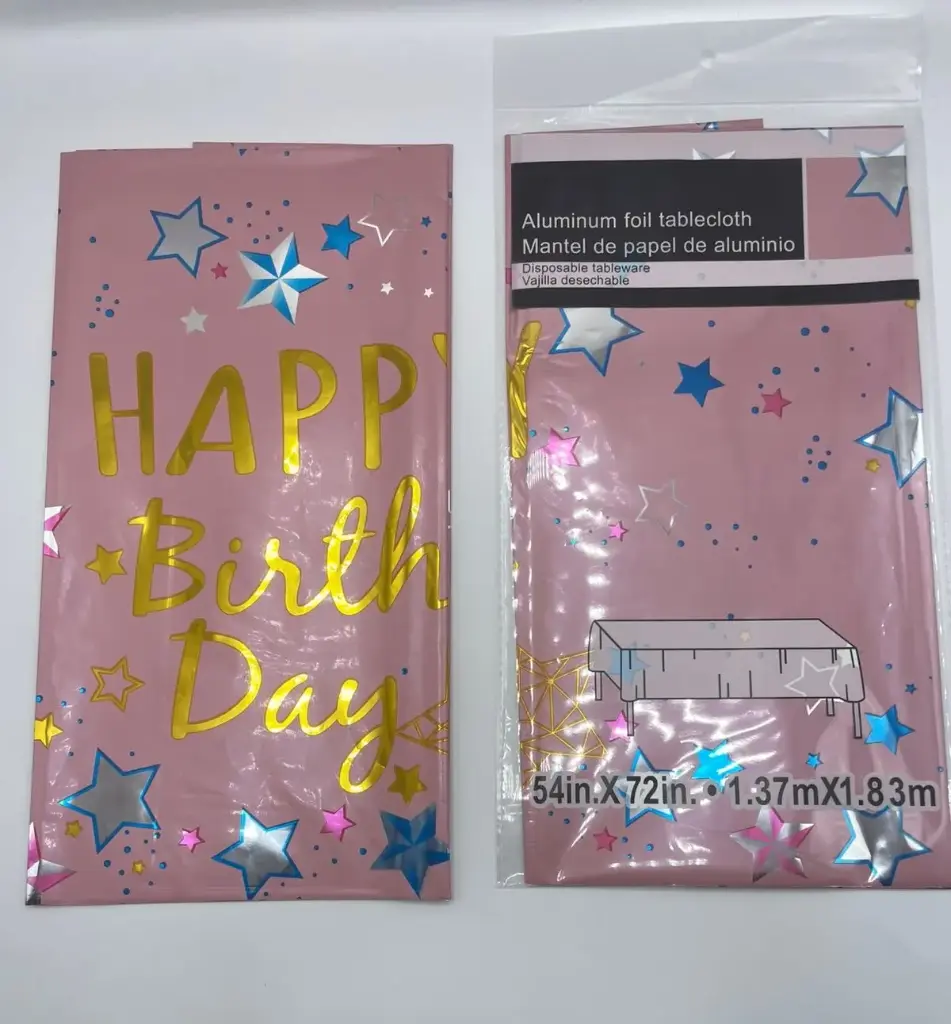 HAPPY
Birth
Day
Aluminum foil tablecloth
Mantel de papel de aluminio
Disposable tableware
Vajilla desechable
54in.X72in. • 1.37mX1.83m